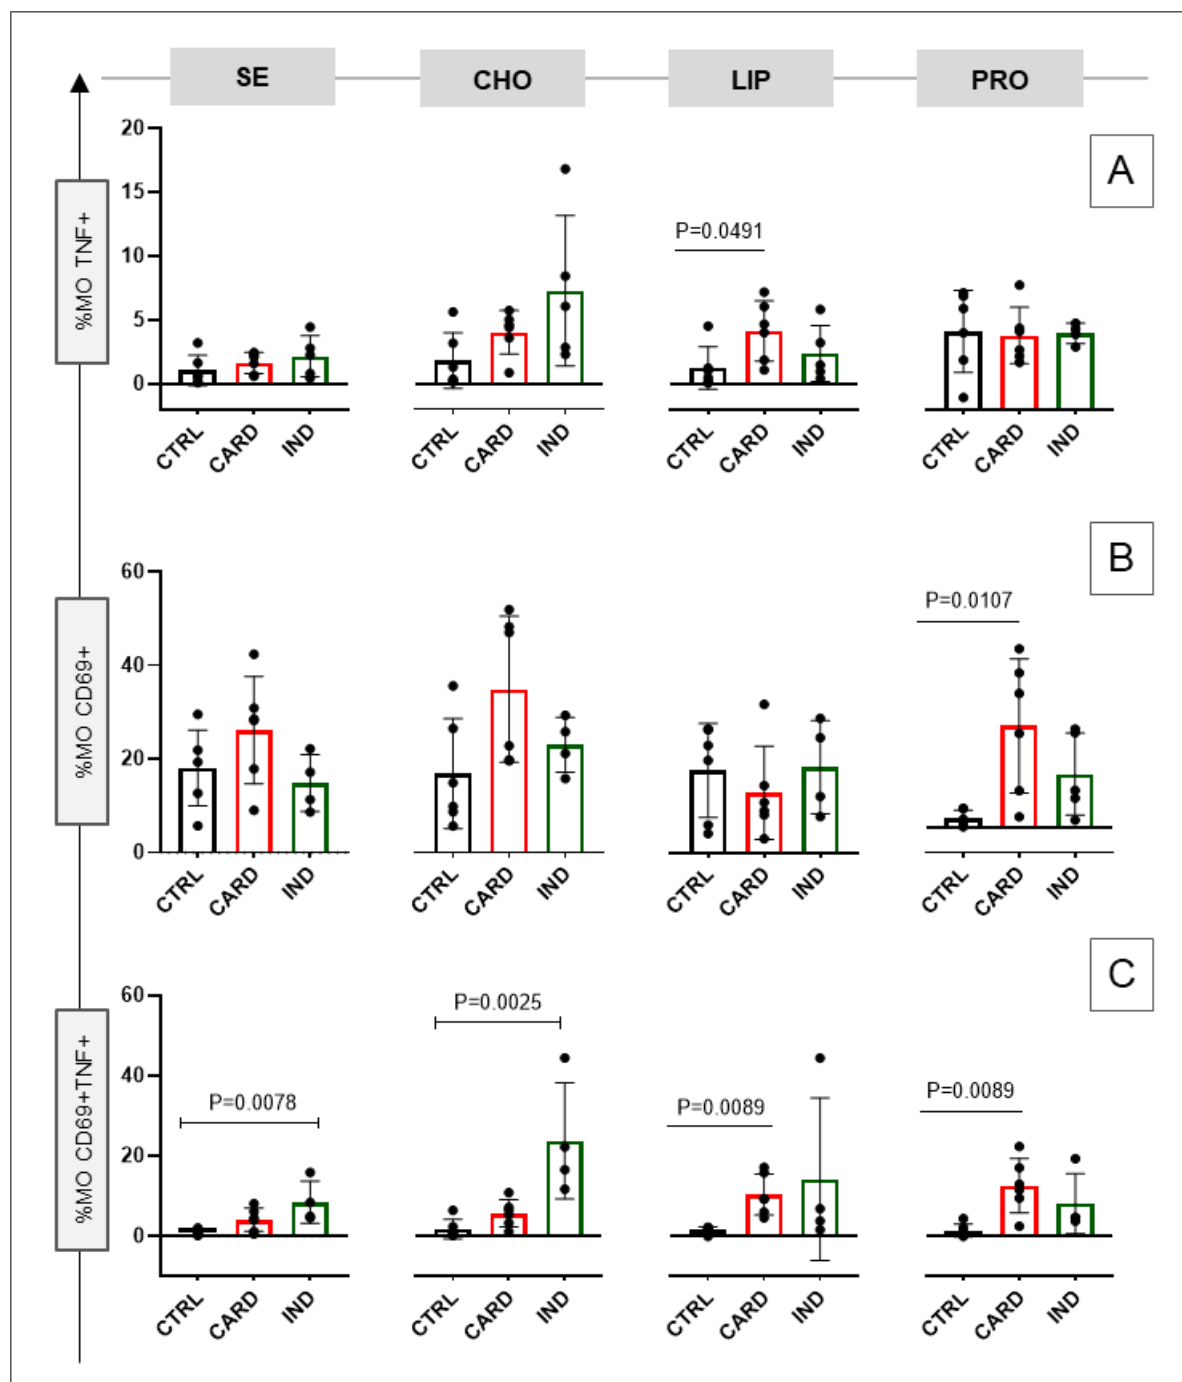 SE CHO LIP PRO
A
%MO TNF+
20
15
10
5
0
P=0.0491
CTRL CARD IND CTRL CARD IND CTRL CARD IND CTRL CARD IND
B
%MO CD69+
60
40
20
0
P=0.0107
CTRL CARD IND CTRL CARD IND CTRL CARD IND CTRL CARD IND
C
%MO CD69+TNF+
60
40
20
0
P=0.0078
P=0.0025
P=0.0089
P=0.0089
CTRL CARD IND CTRL CARD IND CTRL CARD IND CTRL CARD IND